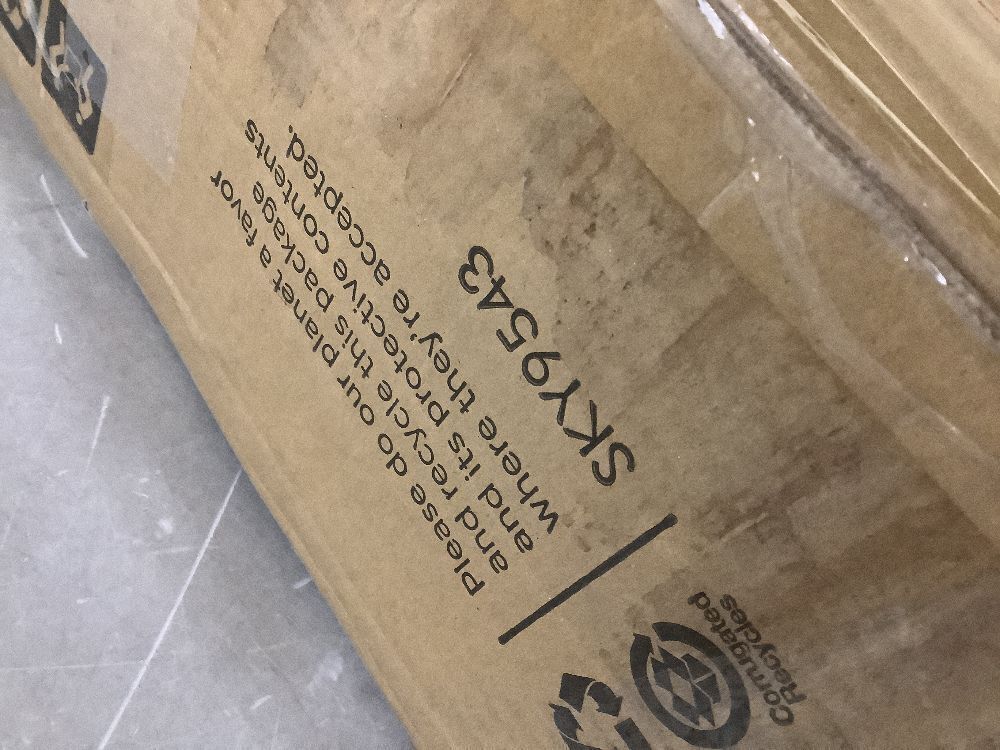 Please do our planet a favor
and recycle this package
and its protective contents
where they're accepted.
SKY9543
Corrugated
Recycles